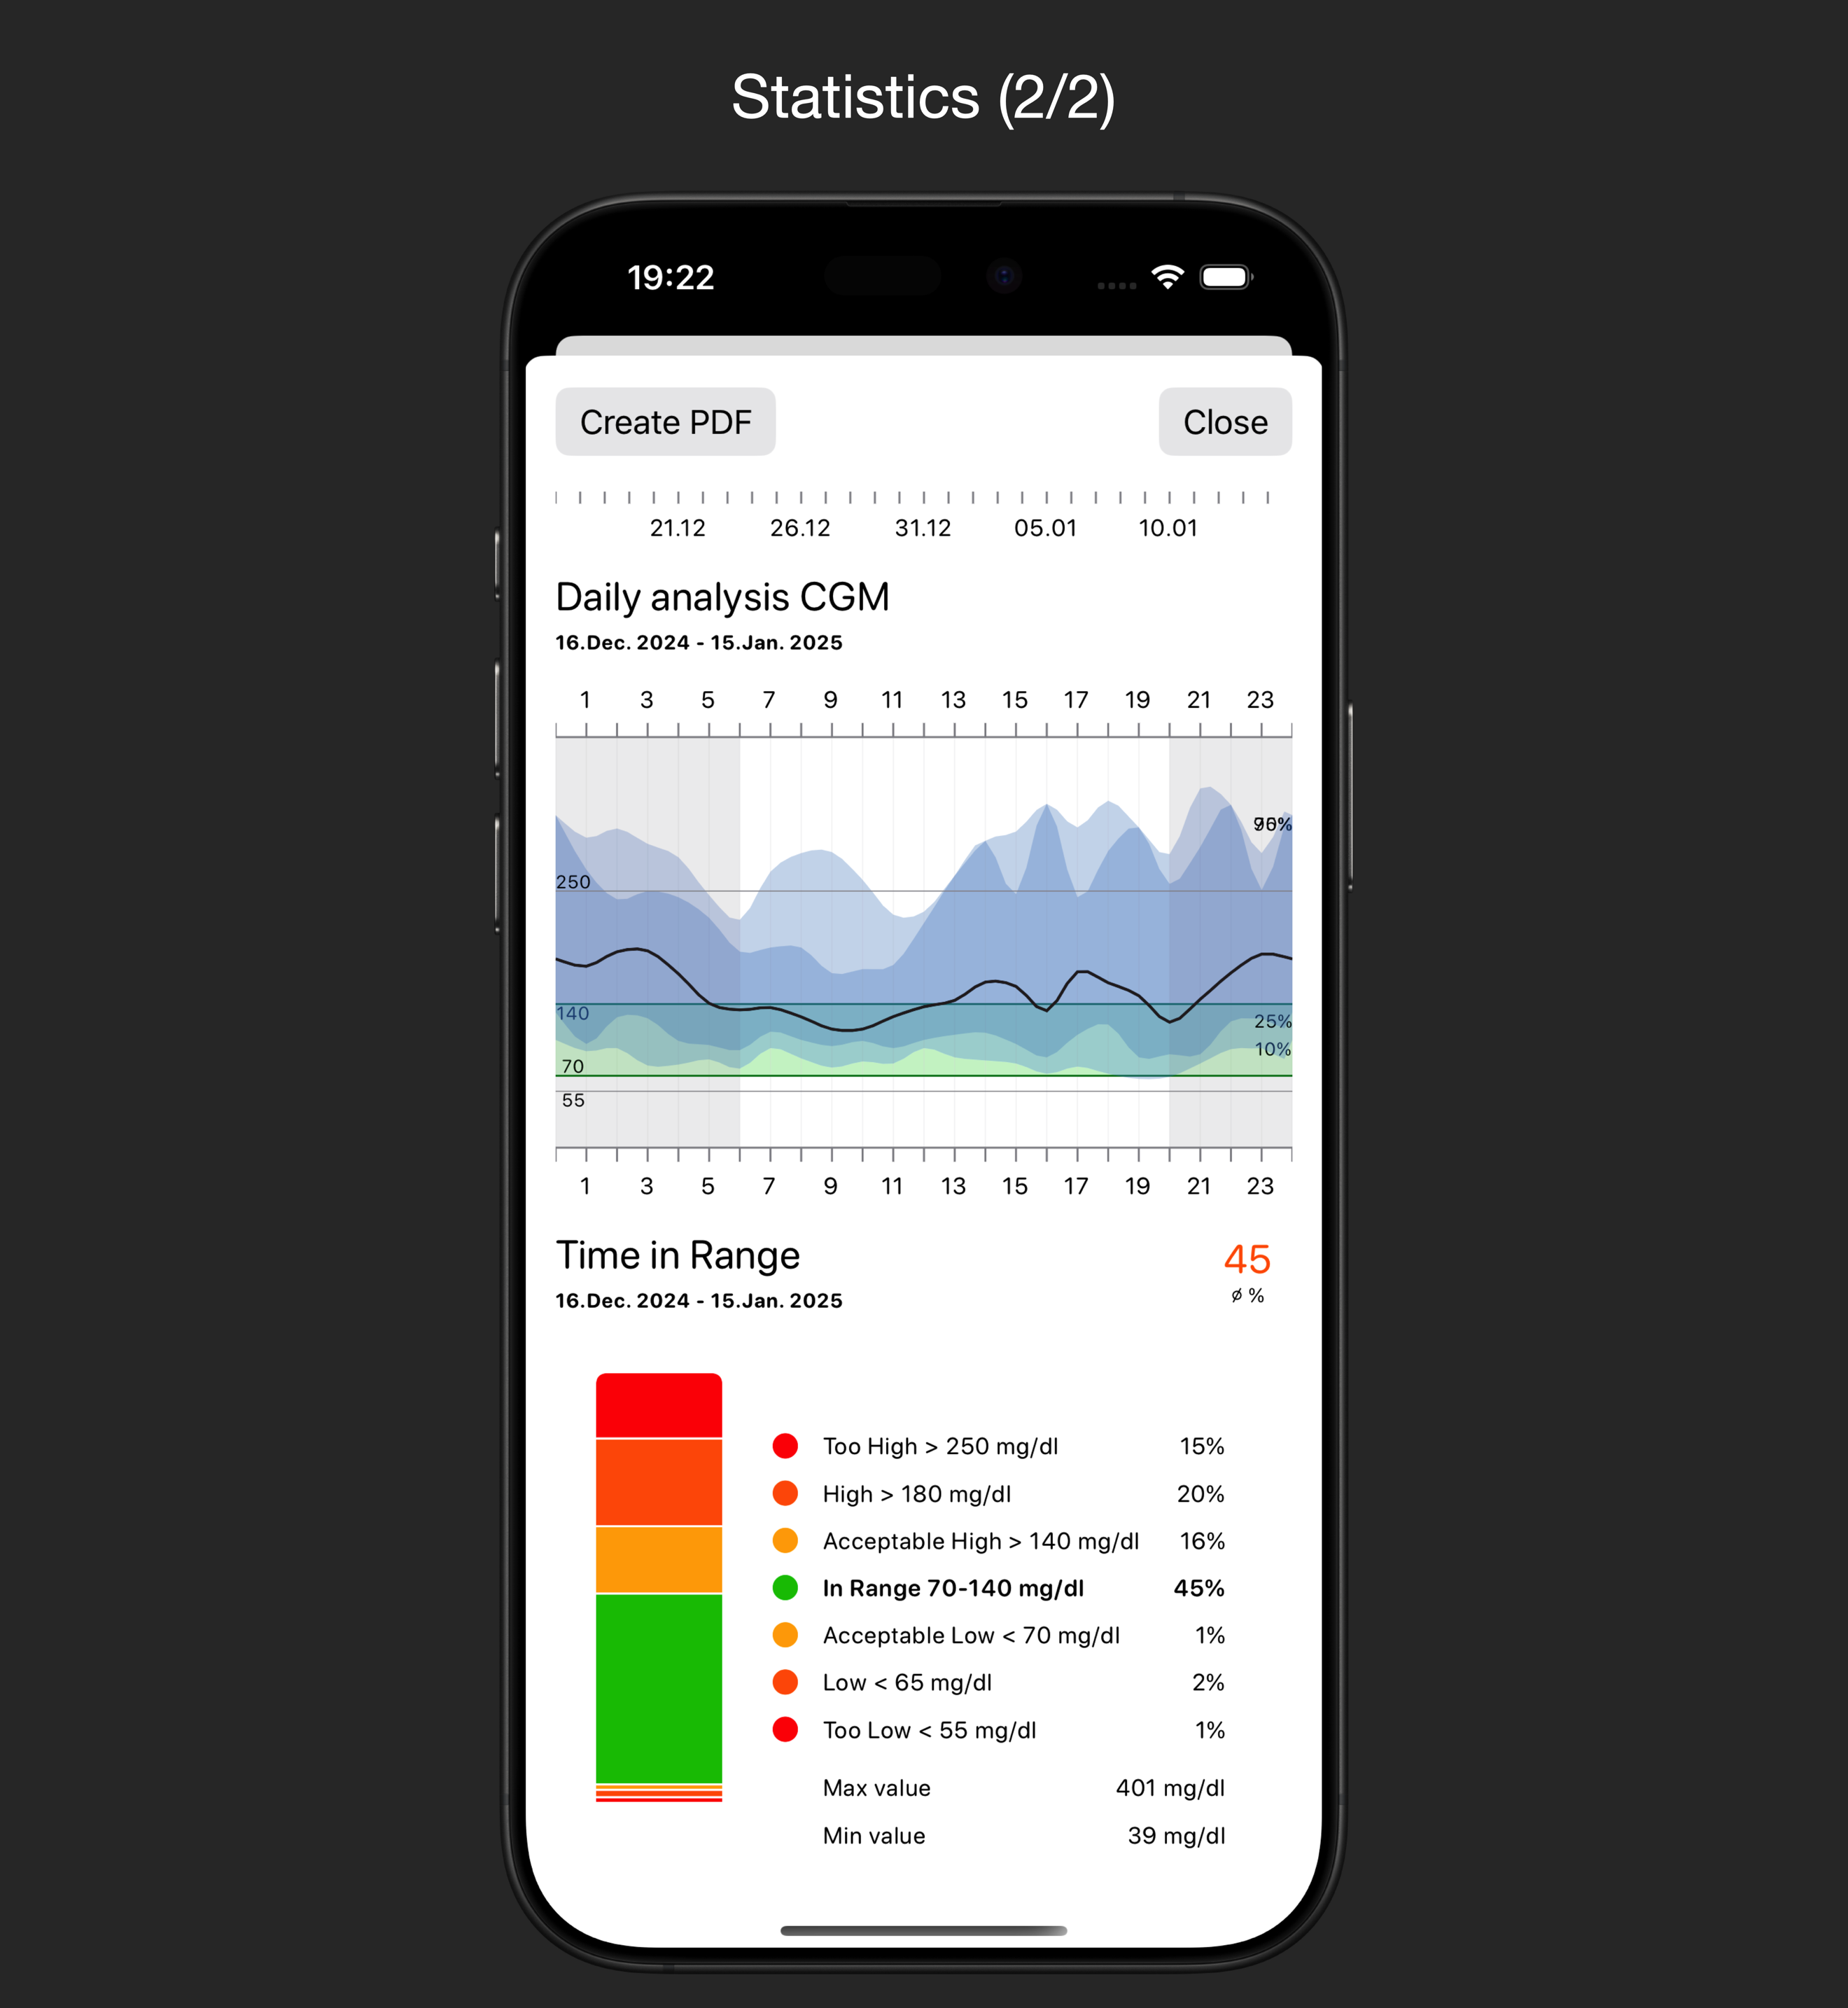 Statistics (2/2)
19:22
Create PDF Close
21.12 26.12 31.12 05.01 10.01
Daily analysis CGM
16.Dec. 2024 - 15.Jan. 2025
1 3 5 7 9 11 13 15 17 19 21 23
250
140
25%
10%
70
55
1 3 5 7 9 11 13 15 17 19 21 23
Time in Range 45
16.Dec. 2024 - 15.Jan. 2025 ø %
Too High > 250 mg/dl 15%
High > 180 mg/dl 20%
Acceptable High > 140 mg/dl 16%
In Range 70-140 mg/dl 45%
Acceptable Low < 70 mg/dl 1%
Low < 65 mg/dl 2%
Too Low < 55 mg/dl 1%
Max value 401 mg/dl
Min value 39 mg/dl